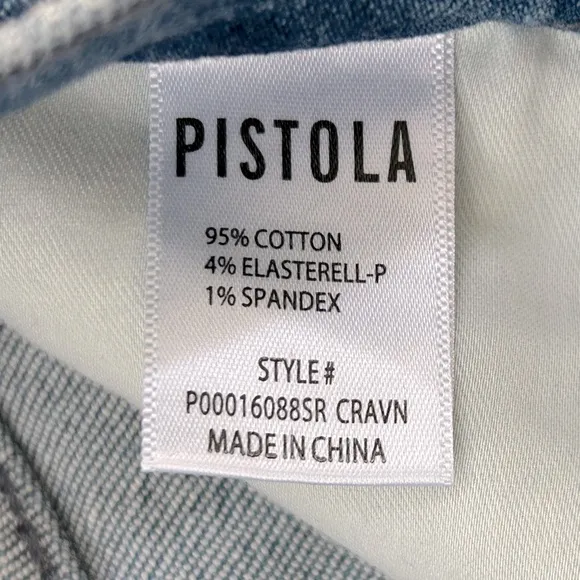 PISTOLA
95% COTTON
4% ELASTERELL-P
1% SPANDEX
STYLE#
P00016088SR CRAVN
MADE IN CHINA